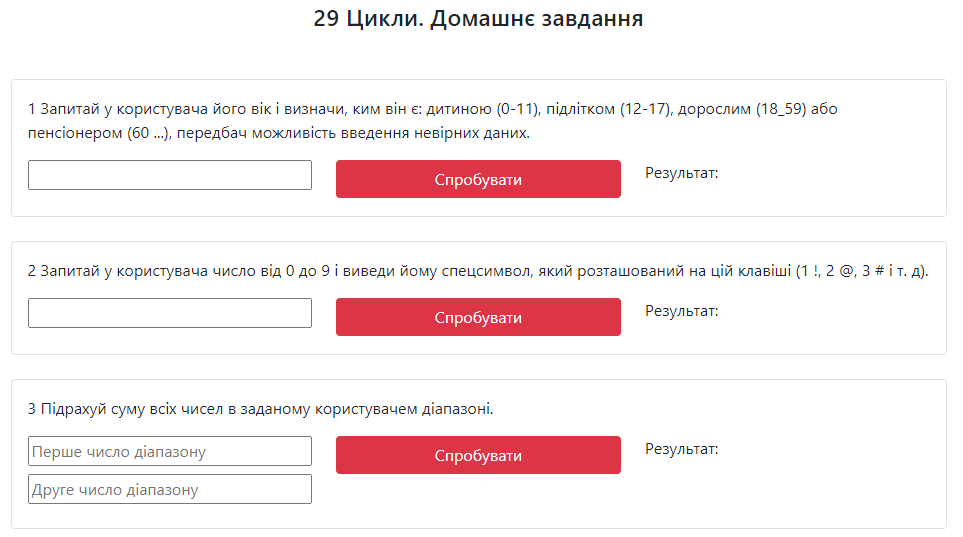 29 Цикли. Домашнє завдання
1 Запитай у користувача його вік і визначи, ким він є: дитиною (0-11), підлітком (12-17), дорослим (18_59) або
пенсіонером (60 ...), передбач можливість введення невірних даних.
Спробувати
Результат:
2 Запитай у користувача число від 0 до 9 і виведи йому спецсимвол, який розташований на цій клавіші (1 !, 2 @, 3 # і т. д).
Спробувати
Результат:
3 Підрахуй суму всіх чисел в заданому користувачем діапазоні.
Перше число діапазону
Спробувати
Результат:
Друге число діапазону